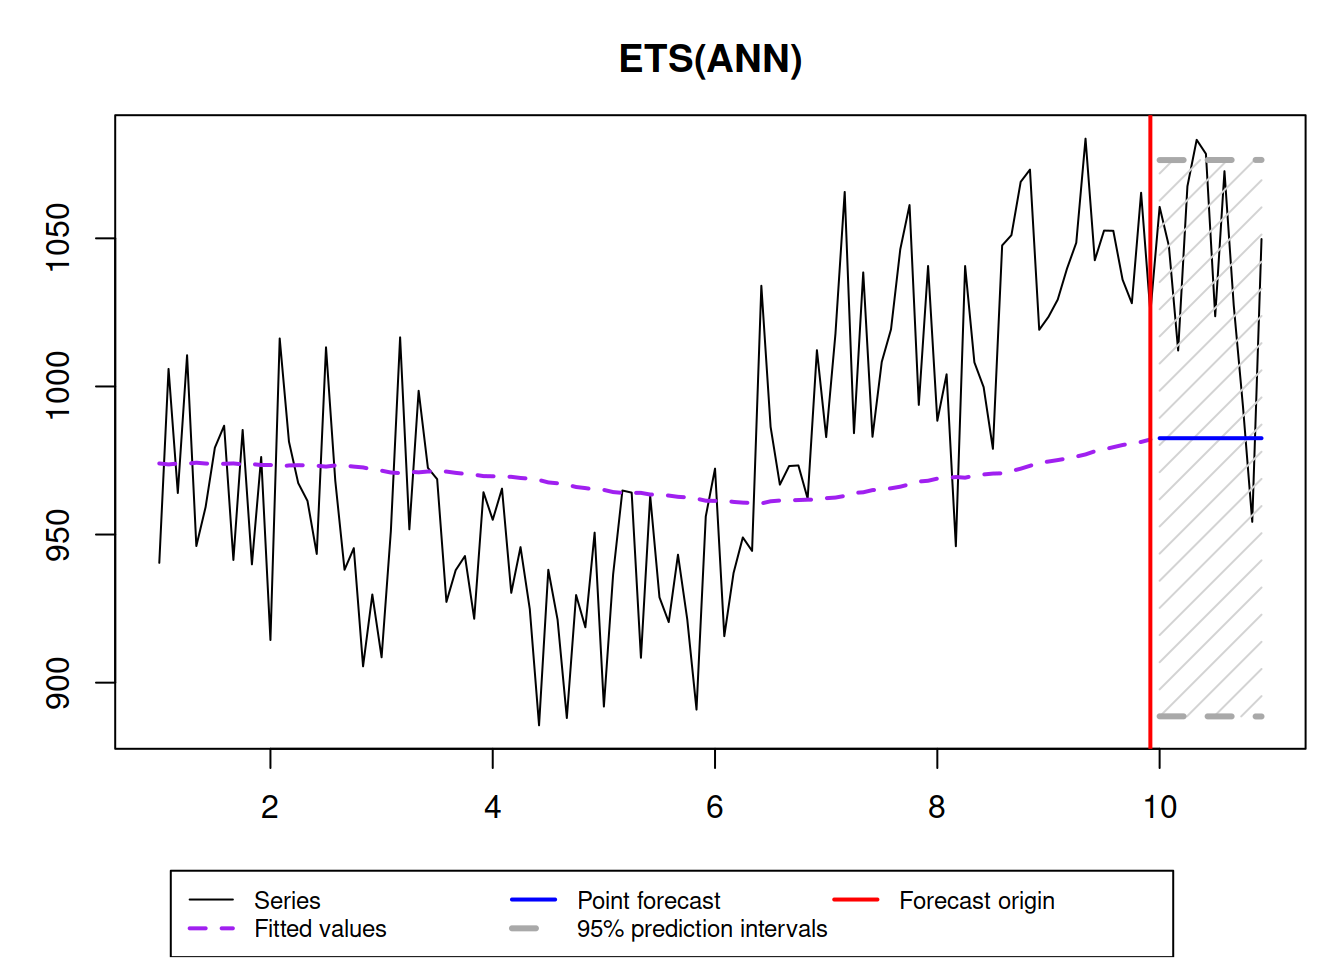 ETS(ANN)
1050
1000
950
900
2 4 6 8 10
Series Point forecast Forecast origin
Fitted values 95% prediction intervals